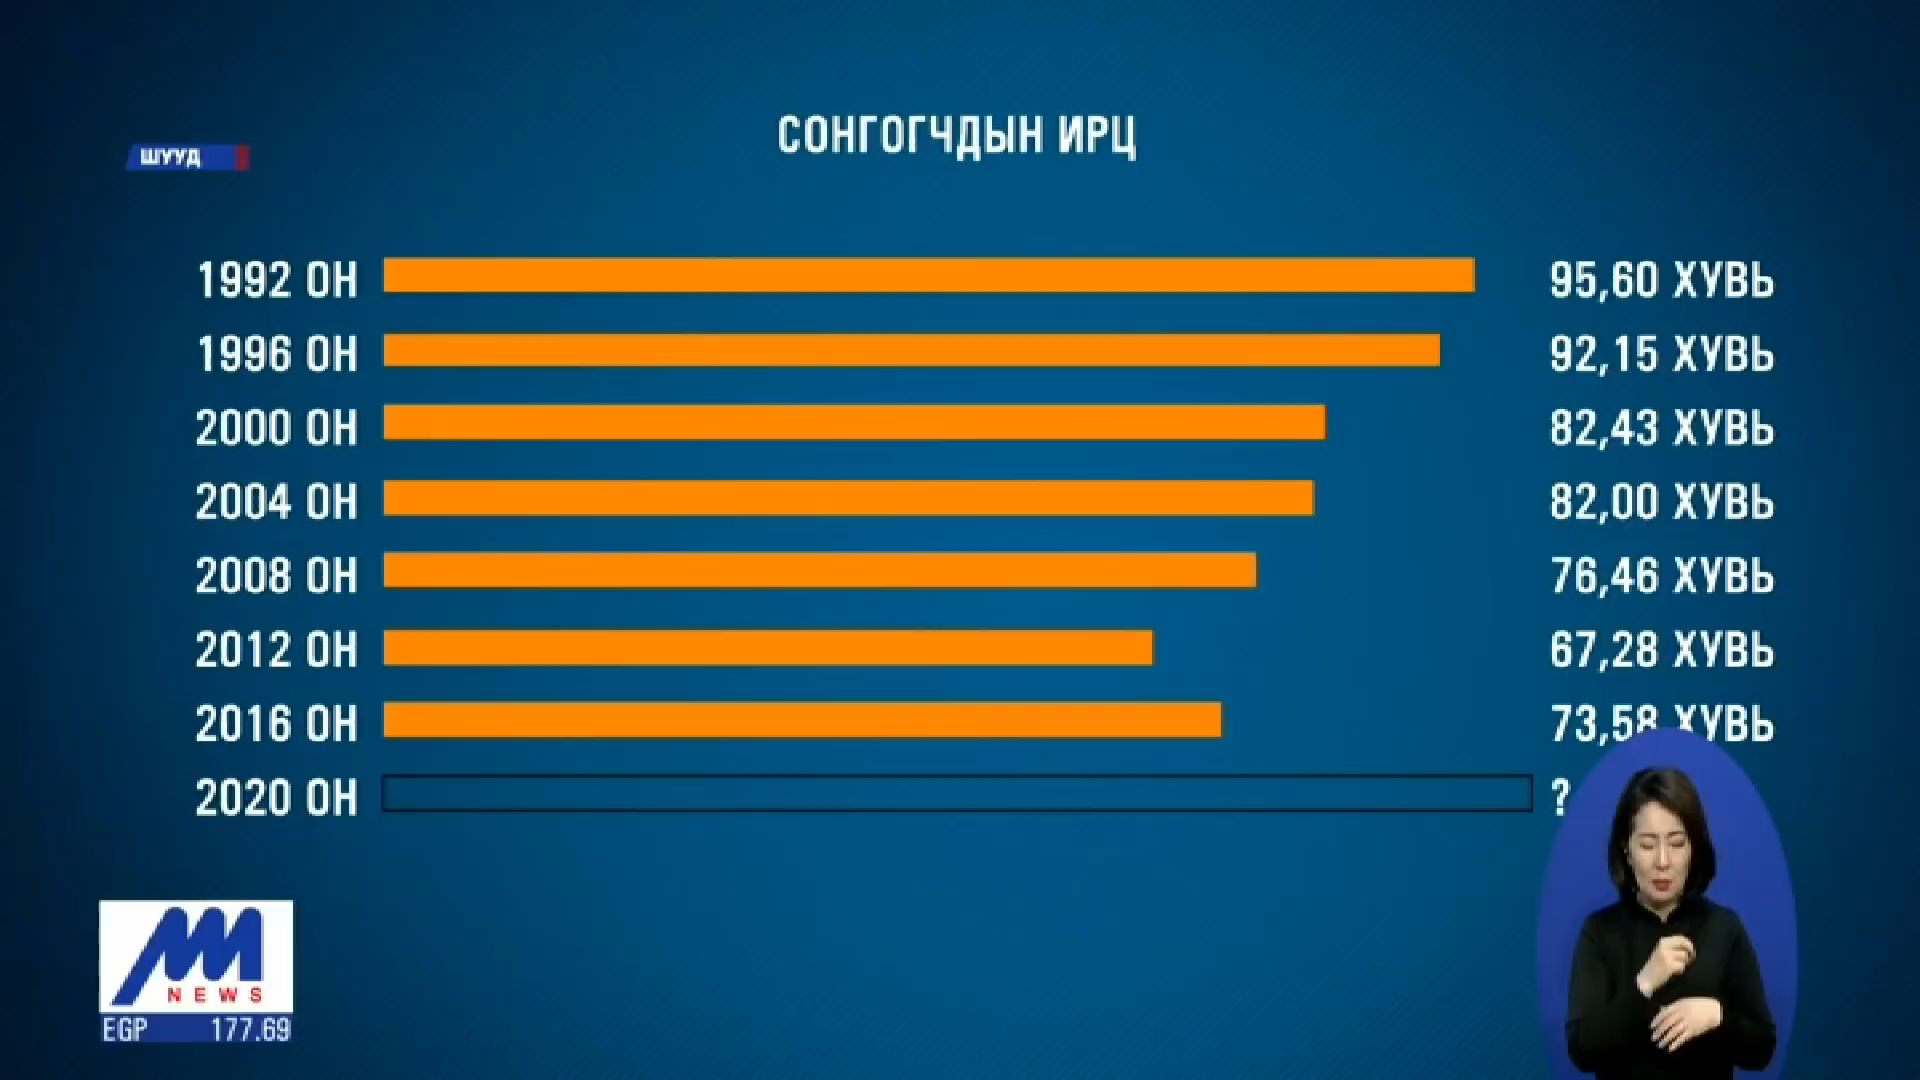 СОНГОГЧДЫН ИРЦ
ШУУД
1992 ОН 95,60 ХУВЬ
1996 ОН 92,15 ХУВЬ
2000 ОН 82,43 ХУВЬ
2004 ОН 82,00 ХУВЬ
2008 ОН 76,46 ХУВЬ
2012 ОН 67,28 ХУВЬ
2016 ОН 73,58 ХУВЬ
2020 ОН ?
NEWS
EGP 177.69